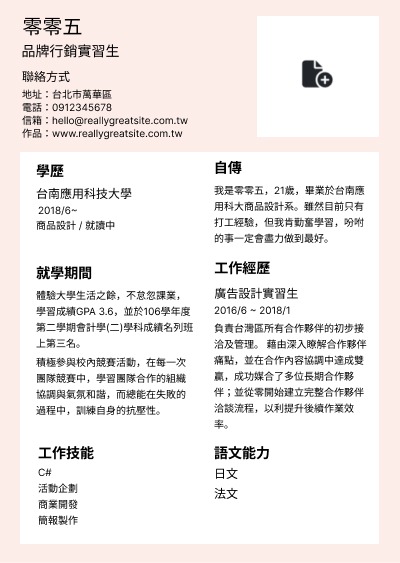 零零五
品牌行銷實習生
聯絡方式
地址：台北市萬華區
電話：0912345678
信箱：hello@reallygreatsite.com.tw
作品：www.reallygreatsite.com.tw
學歷
台南應用科技大學
2018/6~
商品設計 / 就讀中
就學期間
體驗大學生活之餘，不怠忽課業，
學習成績GPA 3.6，並於106學年度
第二學期會計學(二)學科成績名列班
上第三名。
積極參與校內競賽活動，在每一次
團隊競賽中，學習團隊合作的組織
協調與氣氛和諧，而總能在失敗的
過程中，訓練自身的抗壓性。
工作技能
C#
活動企劃
商業開發
簡報製作
自傳
我是零零五，21歲，畢業於台南應
用科大商品設計系。雖然目前只有
打工經驗，但我肯勤奮學習，吩咐
的事一定會盡力做到最好。
工作經歷
廣告設計實習生
2016/6 ~ 2018/1
負責台灣區所有合作夥伴的初步接
洽及管理。 藉由深入瞭解合作夥伴
痛點，並在合作內容協調中達成雙
贏，成功媒合了多位長期合作夥
伴；並從零開始建立完整合作夥伴
洽談流程，以利提升後續作業效
率。
語文能力
日文
法文